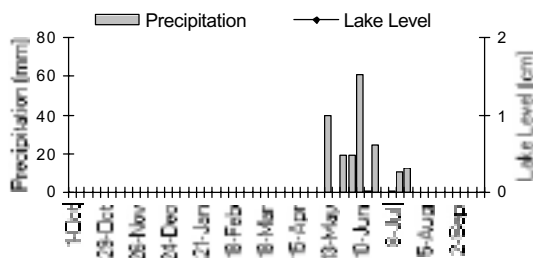 Precipitation Lake Level
Precipitation (mm)
80
60
40
20
0
Lake Level (cm)
2
1
0
1-Oct
29-Oct
26-Nov
24-Dec
21-Jan
18-Feb
18-Mar
15-Apr
13-May
10-Jun
8-Jul
5-Aug
2-Sep